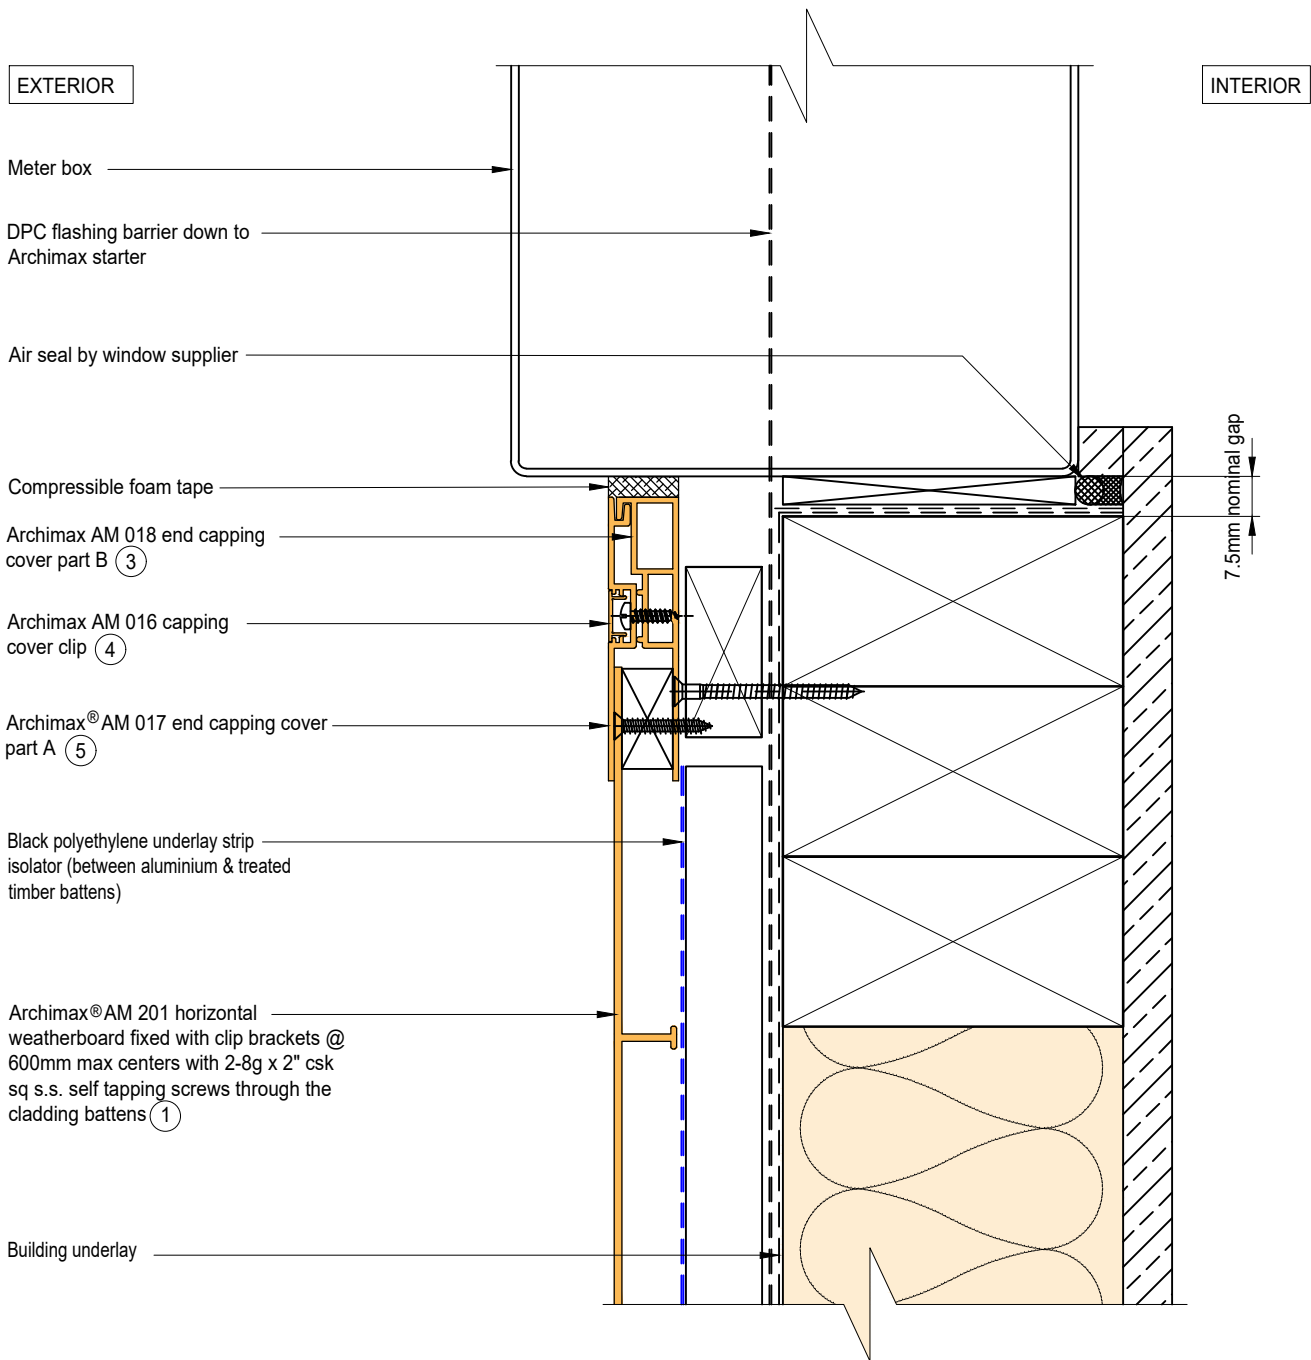 EXTERIOR
INTERIOR
Meter box
DPC flashing barrier down to
Archimax starter
Air seal by window supplier
7.5mm nominal gap
Compressible foam tape
Archimax AM 018 end capping
cover part B 3
Archimax AM 016 capping
cover clip 4
Archimax® AM 017 end capping cover
part A 5
Black polyethylene underlay strip
isolator (between aluminium & treated
timber battens)
Archimax® AM 201 horizontal
weatherboard fixed with clip brackets @
600mm max centers with 2-8g x 2" csk
sq s.s. self tapping screws through the
cladding battens 1
Building underlay